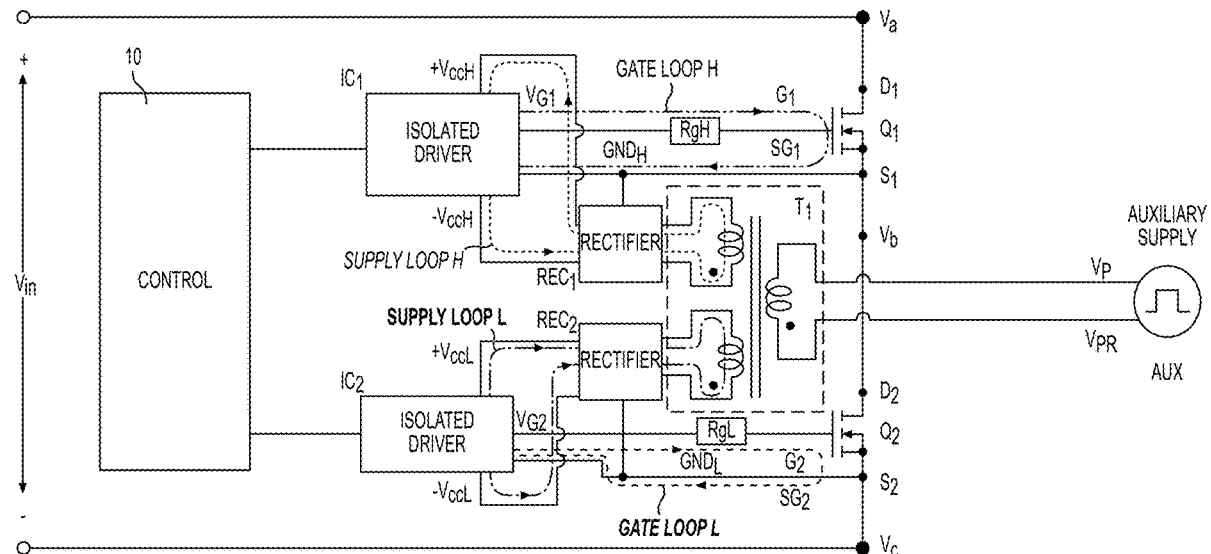 Va
+
10
+VccH
GATE LOOP H
D1
IC1
VG1
G1
ISOLATED
DRIVER
RgH
Q1
GNDH
SG1
S1
-VccH
T1
AUXILIARY
SUPPLY
RECTIFIER
Vb
SUPPLY LOOP H
VP
CONTROL
REC1
Vin
SUPPLY LOOP L
REC2
+VccL
RECTIFIER
VPR
AUX
IC2
D2
ISOLATED
DRIVER
VG2
RgL
Q2
GNDL
G2
S2
-VccL
SG2
GATE LOOP L
-
Vc